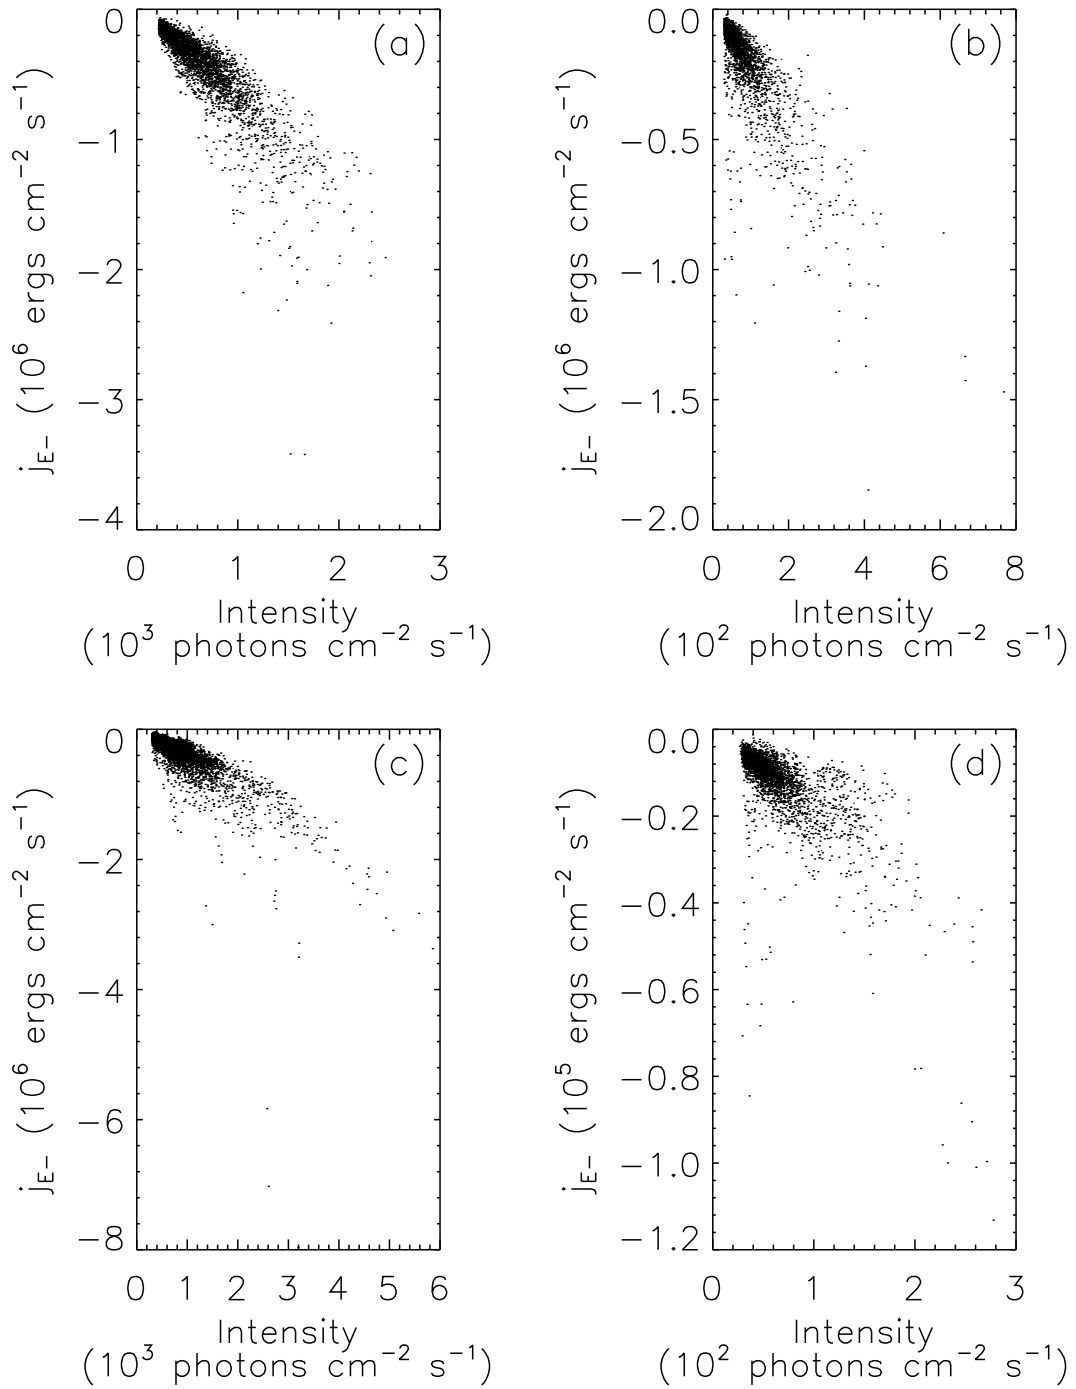 (a)
0
−1
−2
−3
−4
j_E− (10^6 ergs cm^−2 s^−1)
0 1 2 3
Intensity
(10^3 photons cm^−2 s^−1)
(b)
0.0
−0.5
−1.0
−1.5
−2.0
j_E− (10^6 ergs cm^−2 s^−1)
0 2 4 6 8
Intensity
(10^2 photons cm^−2 s^−1)
(c)
0
−2
−4
−6
−8
j_E− (10^6 ergs cm^−2 s^−1)
0 1 2 3 4 5 6
Intensity
(10^3 photons cm^−2 s^−1)
(d)
0.0
−0.2
−0.4
−0.6
−0.8
−1.0
−1.2
j_E− (10^5 ergs cm^−2 s^−1)
0 1 2 3
Intensity
(10^2 photons cm^−2 s^−1)